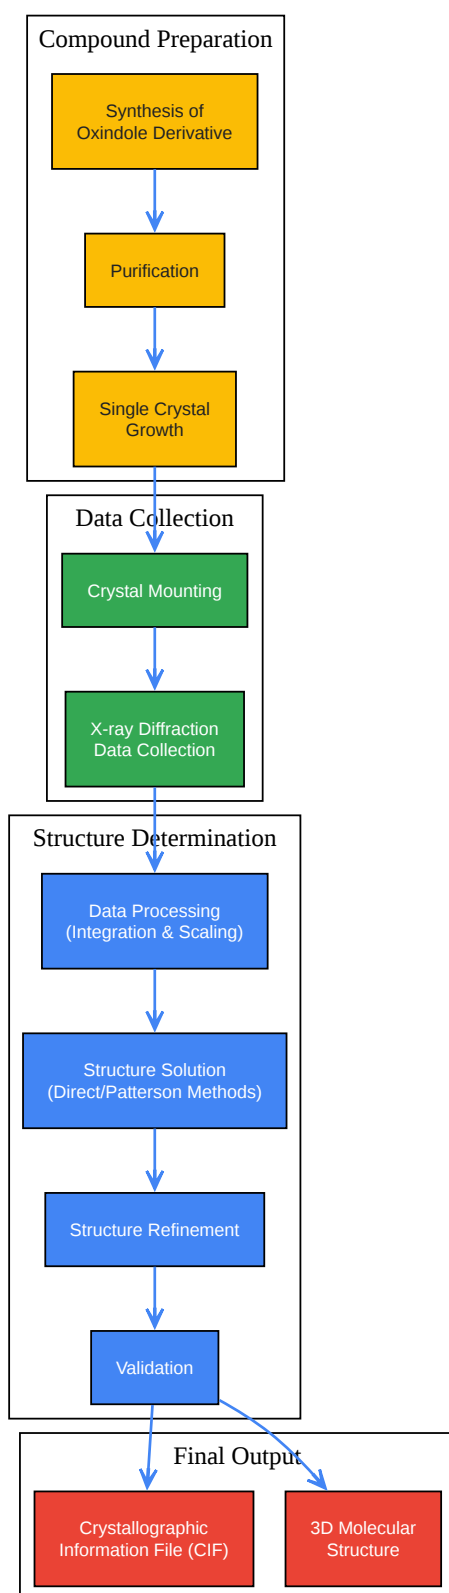 Compound Preparation
Synthesis of
Oxindole Derivative
Purification
Single Crystal
Growth
Data Collection
Crystal Mounting
X-ray Diffraction
Data Collection
Structure Determination
Data Processing
(Integration & Scaling)
Structure Solution
(Direct/Patterson Methods)
Structure Refinement
Validation
Final Output
Crystallographic
Information File (CIF)
3D Molecular
Structure